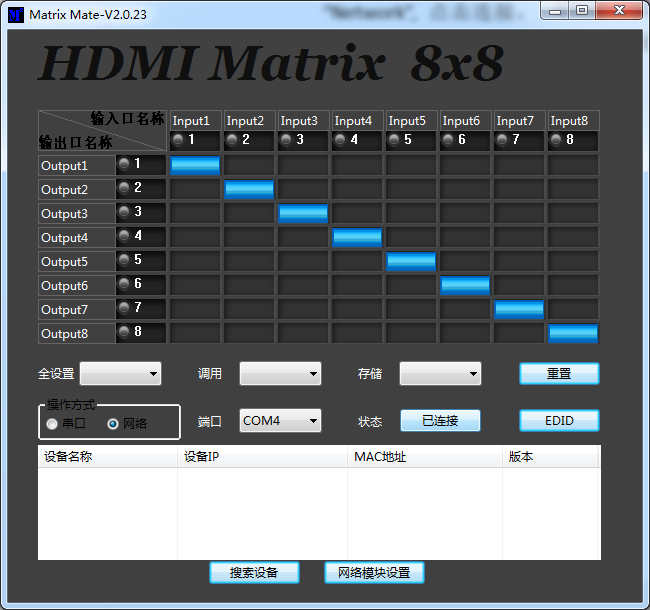 Matrix Mate-V2.0.23
"Network", 点击连接.
HDMI Matrix 8x8
输入口名称 Input1 Input2 Input3 Input4 Input5 Input6 Input7 Input8
输出口名称 1 2 3 4 5 6 7 8
Output1 1
Output2 2
Output3 3
Output4 4
Output5 5
Output6 6
Output7 7
Output8 8
全设置 调用 存储 重置
操作方式
串口 网络 端口 COM4 状态 已连接 EDID
设备名称 设备IP MAC地址 版本
搜索设备 网络模块设置